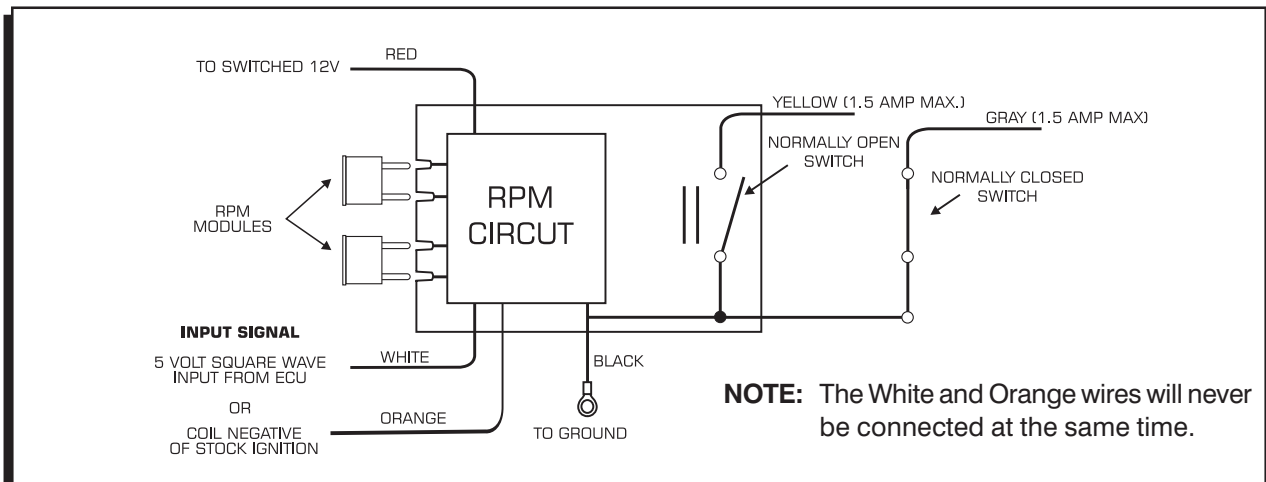 TO SWITCHED 12V
RED
YELLOW (1.5 AMP MAX.)
GRAY (1.5 AMP MAX)
NORMALLY OPEN
SWITCH
NORMALLY CLOSED
SWITCH
RPM
MODULES
RPM
CIRCUT
INPUT SIGNAL
5 VOLT SQUARE WAVE
INPUT FROM ECU
WHITE
OR
COIL NEGATIVE
OF STOCK IGNITION
ORANGE
BLACK
TO GROUND
NOTE: The White and Orange wires will never
be connected at the same time.